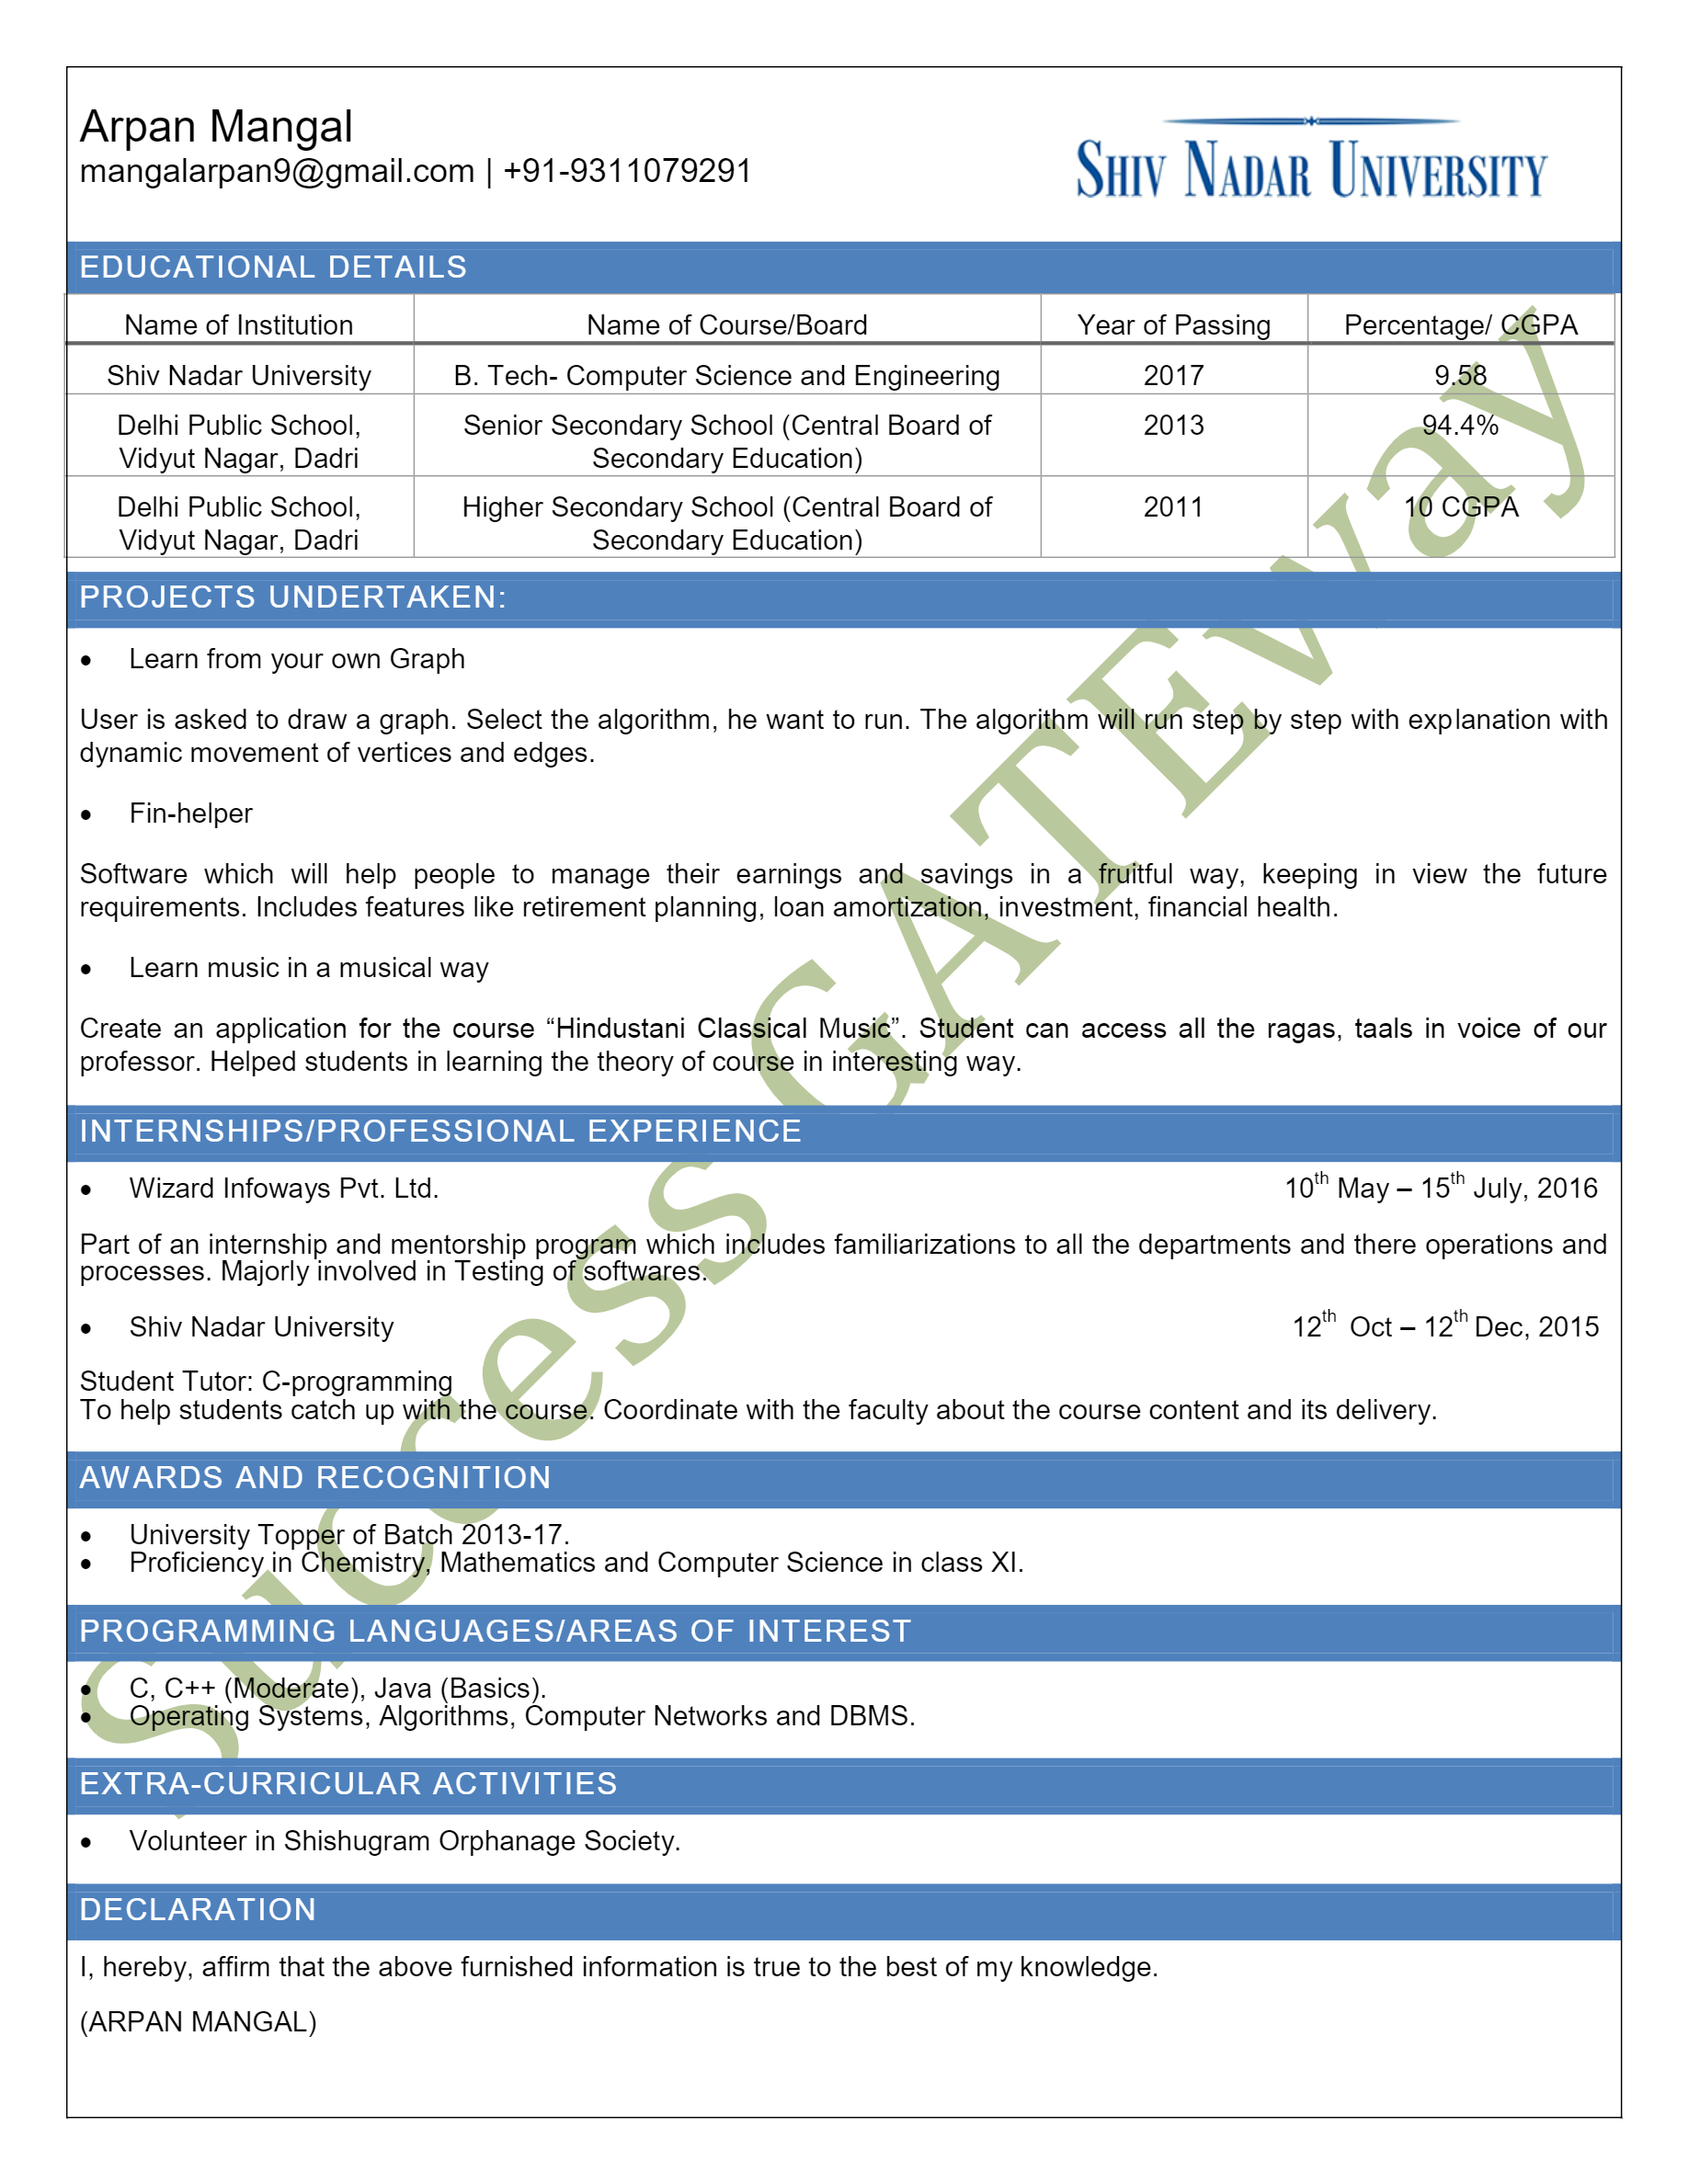 Arpan Mangal
mangalarpan9@gmail.com | +91-9311079291
SHIV NADAR UNIVERSITY
EDUCATIONAL DETAILS
Name of Institution Name of Course/Board Year of Passing Percentage/ CGPA
Shiv Nadar University B. Tech- Computer Science and Engineering 2017 9.58
Delhi Public School, Senior Secondary School (Central Board of 2013 94.4%
Vidyut Nagar, Dadri Secondary Education)
Delhi Public School, Higher Secondary School (Central Board of 2011 10 CGPA
Vidyut Nagar, Dadri Secondary Education)
PROJECTS UNDERTAKEN:
• Learn from your own Graph
User is asked to draw a graph. Select the algorithm, he want to run. The algorithm will run step by step with explanation with
dynamic movement of vertices and edges.
• Fin-helper
Software which will help people to manage their earnings and savings in a fruitful way, keeping in view the future
requirements. Includes features like retirement planning, loan amortization, investment, financial health.
• Learn music in a musical way
Create an application for the course “Hindustani Classical Music”. Student can access all the ragas, taals in voice of our
professor. Helped students in learning the theory of course in interesting way.
INTERNSHIPS/PROFESSIONAL EXPERIENCE
• Wizard Infoways Pvt. Ltd. 10th May – 15th July, 2016
Part of an internship and mentorship program which includes familiarizations to all the departments and there operations and
processes. Majorly involved in Testing of softwares.
• Shiv Nadar University 12th Oct – 12th Dec, 2015
Student Tutor: C-programming
To help students catch up with the course. Coordinate with the faculty about the course content and its delivery.
AWARDS AND RECOGNITION
• University Topper of Batch 2013-17.
• Proficiency in Chemistry, Mathematics and Computer Science in class XI.
PROGRAMMING LANGUAGES/AREAS OF INTEREST
• C, C++ (Moderate), Java (Basics).
• Operating Systems, Algorithms, Computer Networks and DBMS.
EXTRA-CURRICULAR ACTIVITIES
• Volunteer in Shishugram Orphanage Society.
DECLARATION
I, hereby, affirm that the above furnished information is true to the best of my knowledge.
(ARPAN MANGAL)
Success GATEway